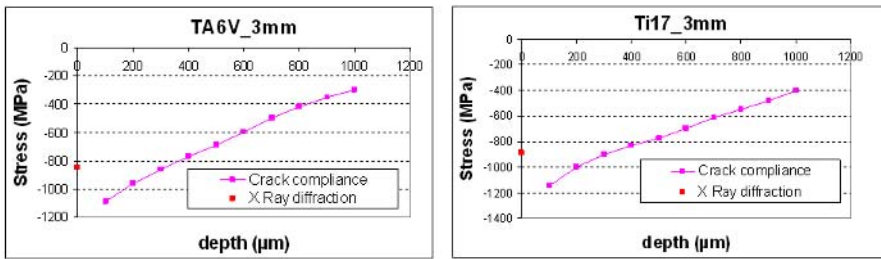 TA6V_3mm
0
0 200 400 600 800 1000 1200
-200
-400
-600
-800
-1000
-1200
Stress (MPa)
Crack compliance
X Ray diffraction
depth (µm)
Ti17_3mm
0
0 200 400 600 800 1000 1200
-200
-400
-600
-800
-1000
-1200
-1400
Stress (MPa)
Crack compliance
X Ray diffraction
depth (µm)